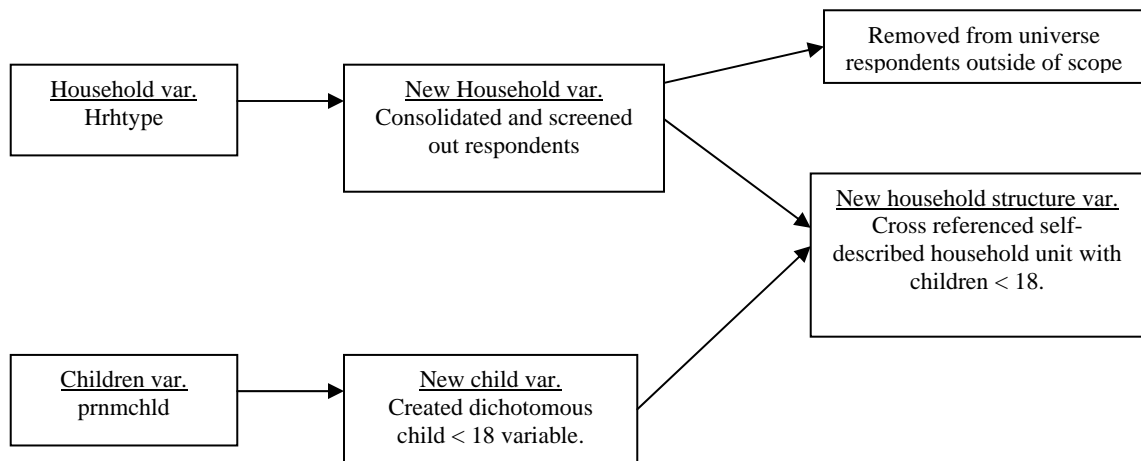 Household var.
Hrhtype
New Household var.
Consolidated and screened
out respondents
Removed from universe
respondents outside of scope
New household structure var.
Cross referenced self-
described household unit with
children < 18.
Children var.
prnmchld
New child var.
Created dichotomous
child < 18 variable.